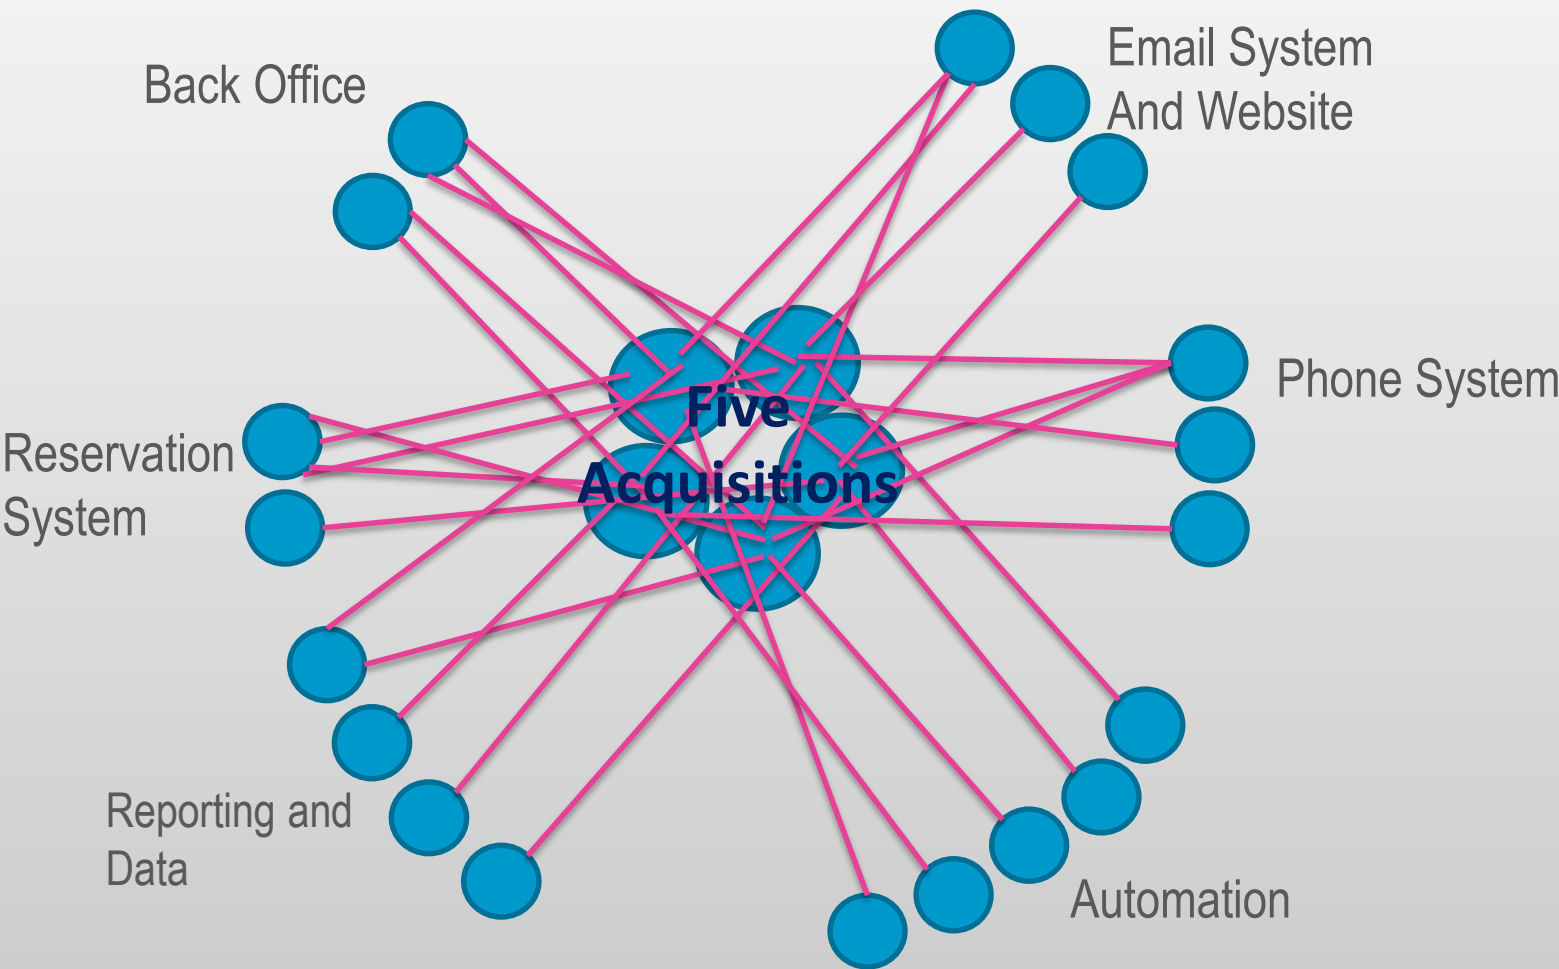 Back Office
Email System
And Website
Phone System
Five
Acquisitions
Reservation
System
Reporting and
Data
Automation